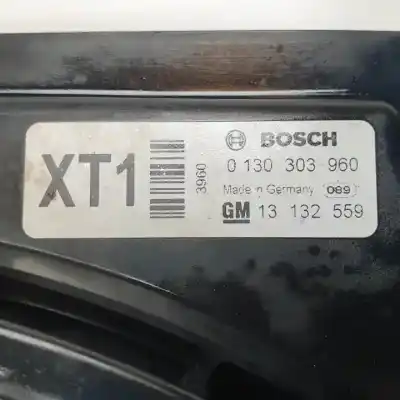 XT1
3960
BOSCH
0 130 303 960
Made in Germany 089
GM 13 132 559